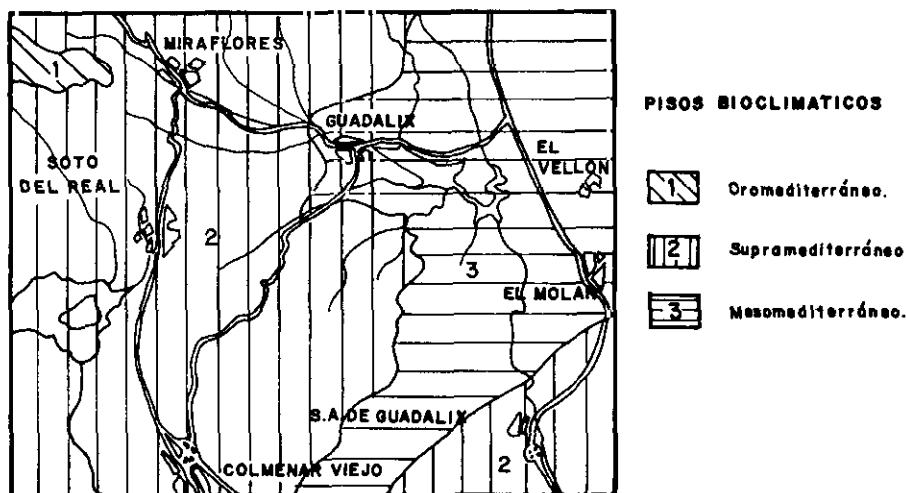 MIRAFLORES
1
GUADALIX
SOTO
DEL REAL
EL
VELLON
2
3
EL MOLAR
S.A. DE GUADALIX
COLMENAR VIEJO
2
PISOS BIOCLIMATICOS
1 Oromediterráneo.
2 Supramediterráneo
3 Mesomediterráneo.